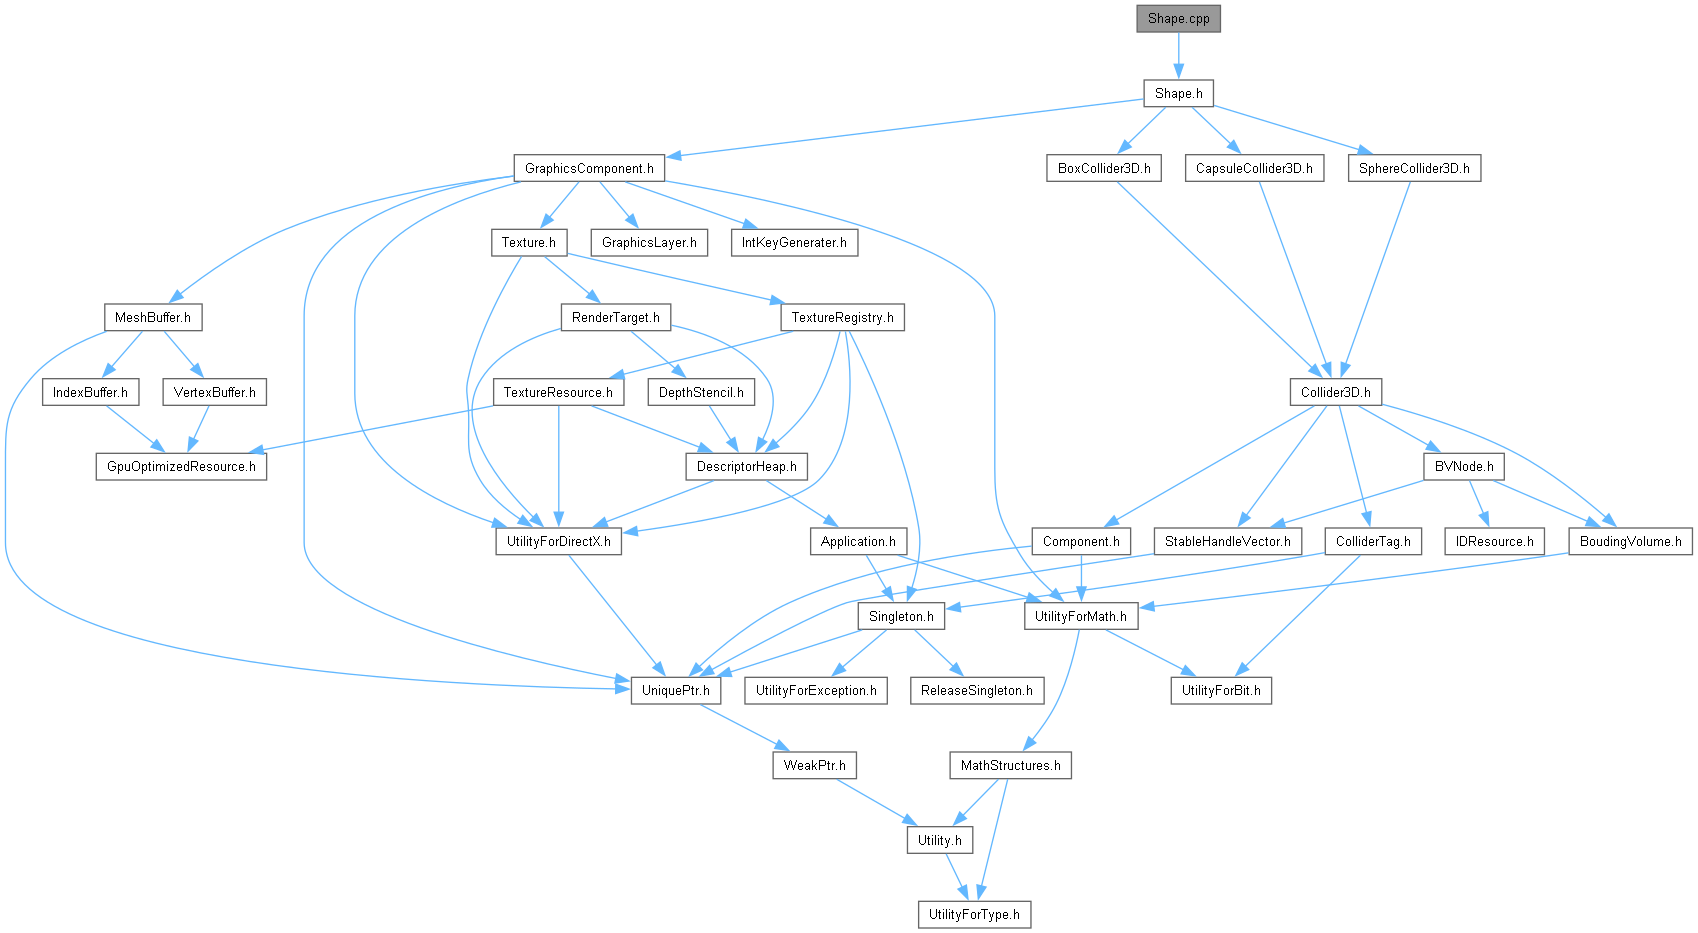 Shape.cpp
Shape.h
GraphicsComponent.h
BoxCollider3D.h
CapsuleCollider3D.h
SphereCollider3D.h
Texture.h
GraphicsLayer.h
IntKeyGenerater.h
MeshBuffer.h
RenderTarget.h
TextureRegistry.h
IndexBuffer.h
VertexBuffer.h
TextureResource.h
DepthStencil.h
Collider3D.h
GpuOptimizedResource.h
DescriptorHeap.h
BVNode.h
UtilityForDirectX.h
Application.h
Component.h
StableHandleVector.h
ColliderTag.h
IDResource.h
BoudingVolume.h
Singleton.h
UtilityForMath.h
UniquePtr.h
UtilityForException.h
ReleaseSingleton.h
UtilityForBit.h
WeakPtr.h
MathStructures.h
Utility.h
UtilityForType.h